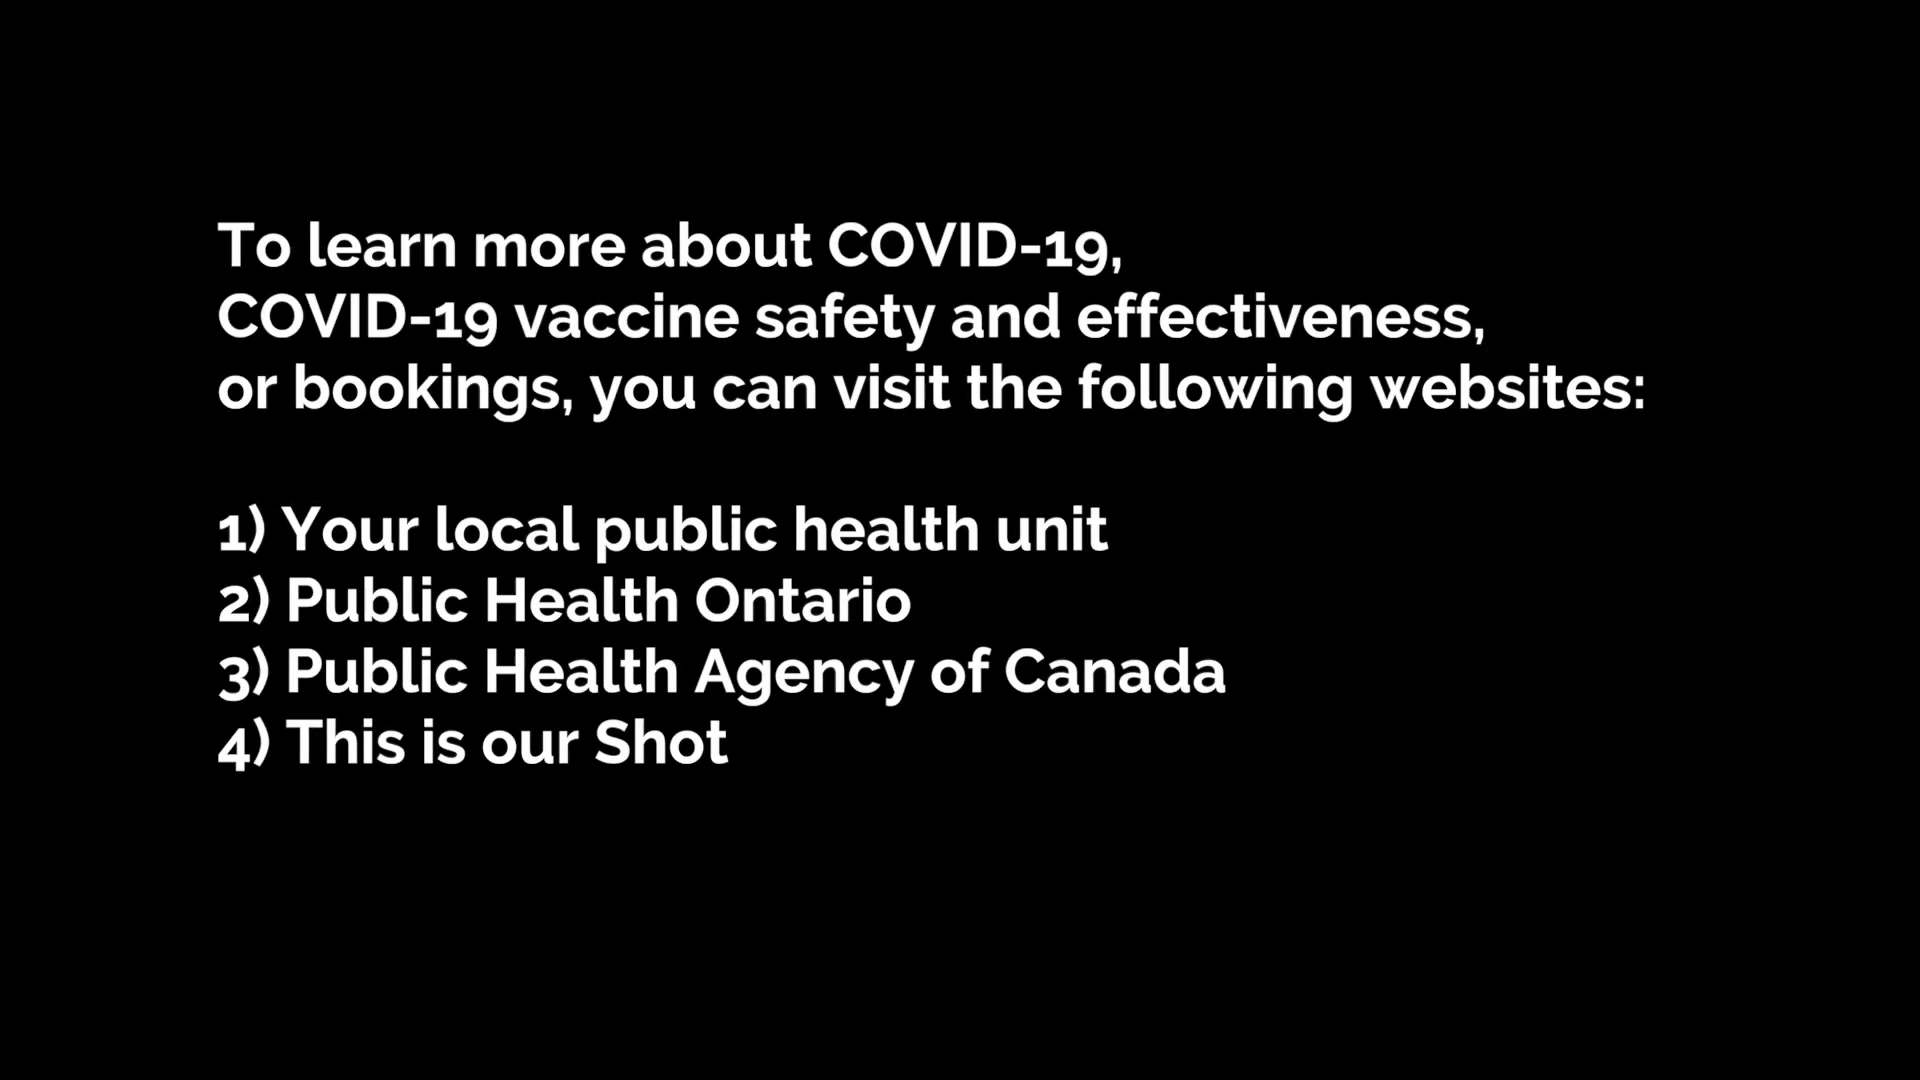 To learn more about COVID-19,
COVID-19 vaccine safety and effectiveness,
or bookings, you can visit the following websites:
1) Your local public health unit
2) Public Health Ontario
3) Public Health Agency of Canada
4) This is our Shot